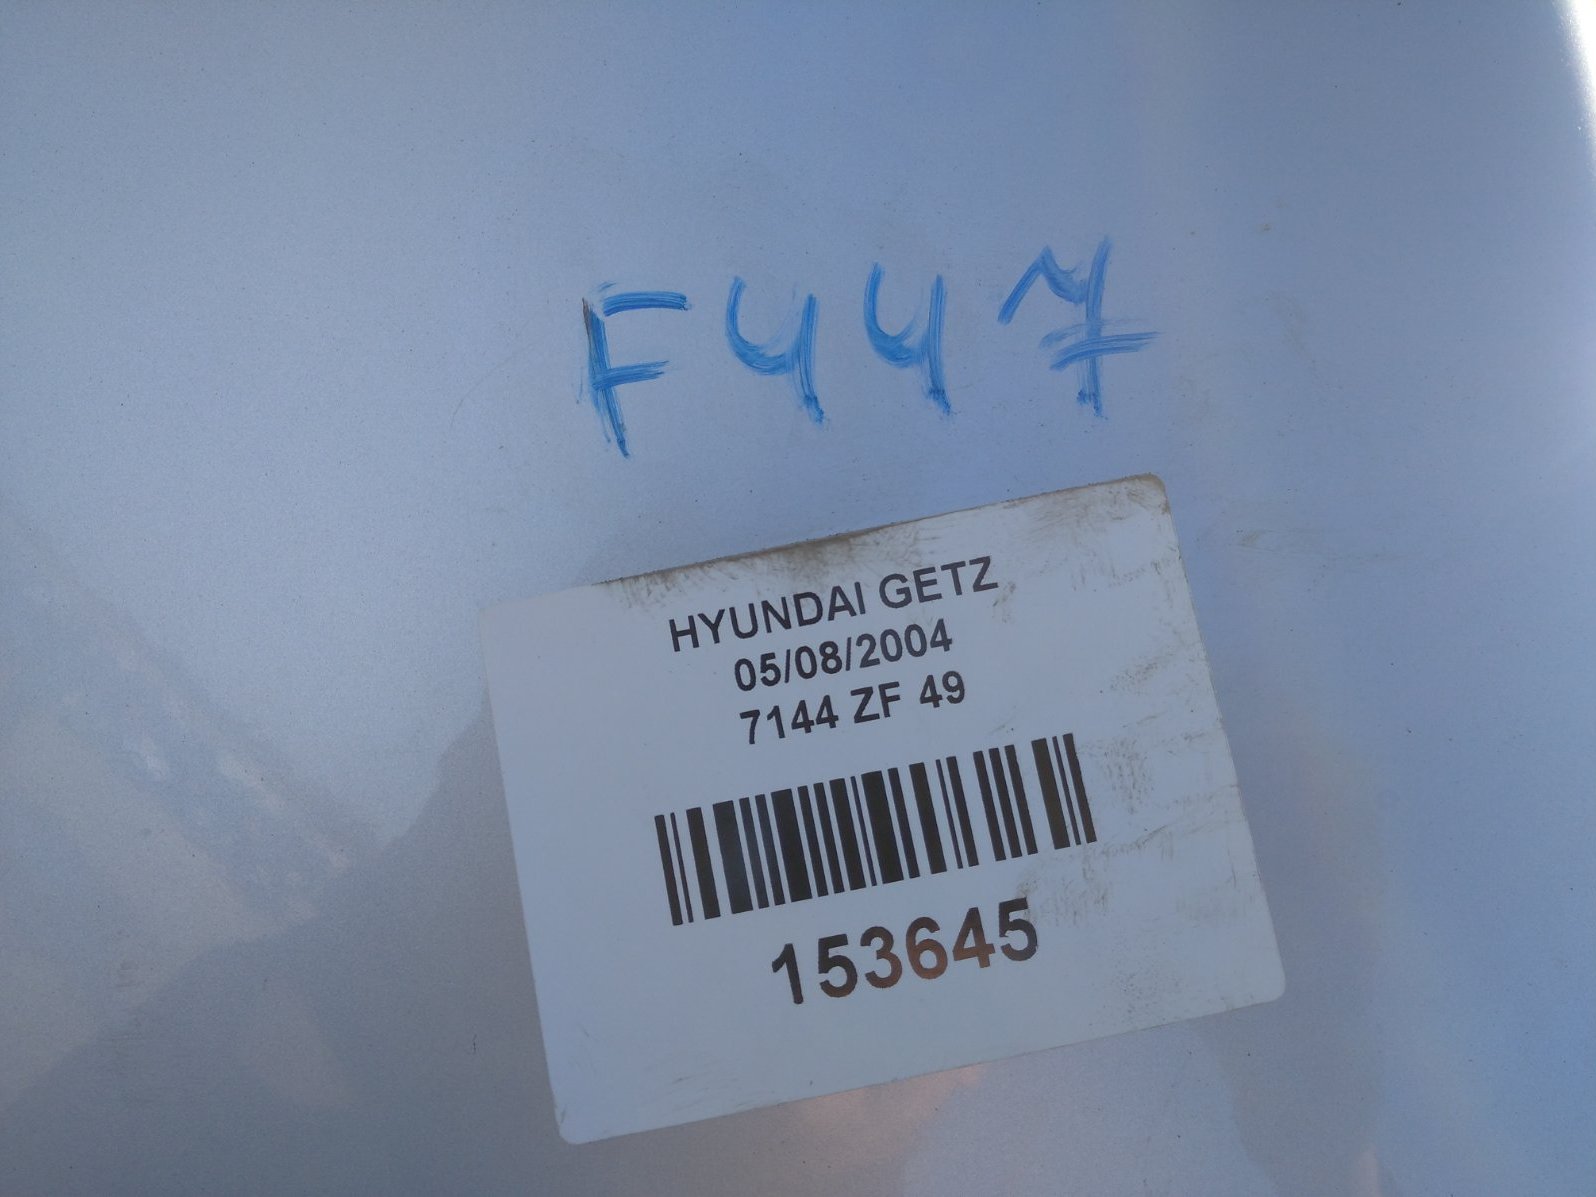 F447
HYUNDAI GETZ
05/08/2004
7144 ZF 49
153645